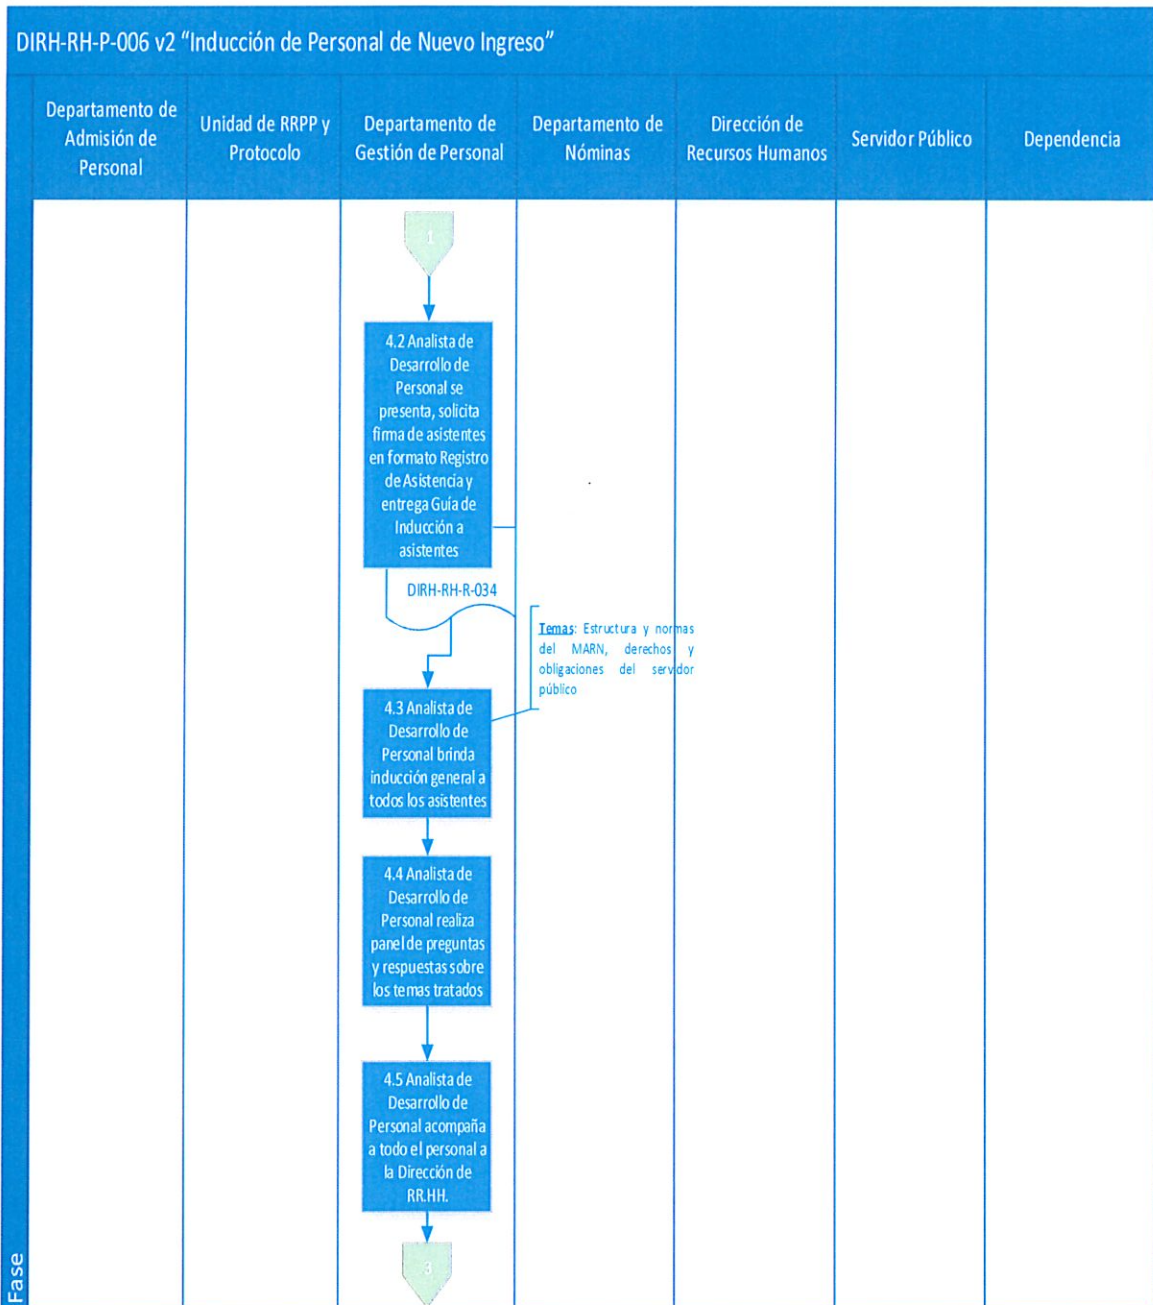 DIRH-RH-P-006 v2 “Inducción de Personal de Nuevo Ingreso”
Departamento de
Admisión de
Personal
Unidad de RRPP y
Protocolo
Departamento de
Gestión de Personal
Departamento de
Nóminas
Dirección de
Recursos Humanos
Servidor Público
Dependencia
1
4.2 Analista de
Desarrollo de
Personal se
presenta, solicita
firma de asistentes
en formato Registro
de Asistencia y
entrega Guía de
Inducción a
asistentes
DIRH-RH-R-034
Temas: Estructura y normas
del MARN, derechos y
obligaciones del servidor
público
4.3 Analista de
Desarrollo de
Personal brinda
inducción general a
todos los asistentes
4.4 Analista de
Desarrollo de
Personal realiza
panel de preguntas
y respuestas sobre
los temas tratados
4.5 Analista de
Desarrollo de
Personal acompaña
a todo el personal a
la Dirección de
RR.HH.
3
Fase